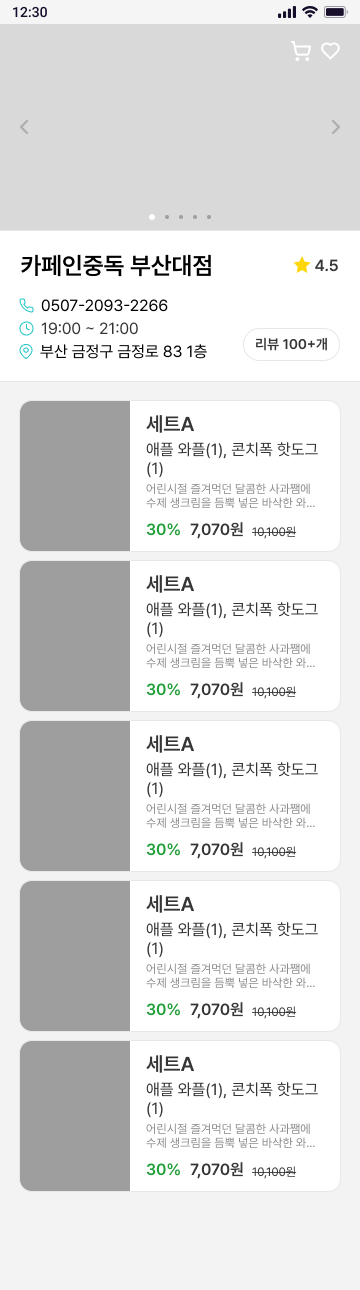 12:30
카페인중독 부산대점
4.5
0507-2093-2266
19:00 ~ 21:00
부산 금정구 금정로 83 1층
리뷰 100+개
세트A
애플 와플(1), 콘치폭 핫도그
(1)
어린시절 즐겨먹던 달콤한 사과쨈에
수제 생크림을 듬뿍 넣은 바삭한 와...
30% 7,070원 10,100원
세트A
애플 와플(1), 콘치폭 핫도그
(1)
어린시절 즐겨먹던 달콤한 사과쨈에
수제 생크림을 듬뿍 넣은 바삭한 와...
30% 7,070원 10,100원
세트A
애플 와플(1), 콘치폭 핫도그
(1)
어린시절 즐겨먹던 달콤한 사과쨈에
수제 생크림을 듬뿍 넣은 바삭한 와...
30% 7,070원 10,100원
세트A
애플 와플(1), 콘치폭 핫도그
(1)
어린시절 즐겨먹던 달콤한 사과쨈에
수제 생크림을 듬뿍 넣은 바삭한 와...
30% 7,070원 10,100원
세트A
애플 와플(1), 콘치폭 핫도그
(1)
어린시절 즐겨먹던 달콤한 사과쨈에
수제 생크림을 듬뿍 넣은 바삭한 와...
30% 7,070원 10,100원